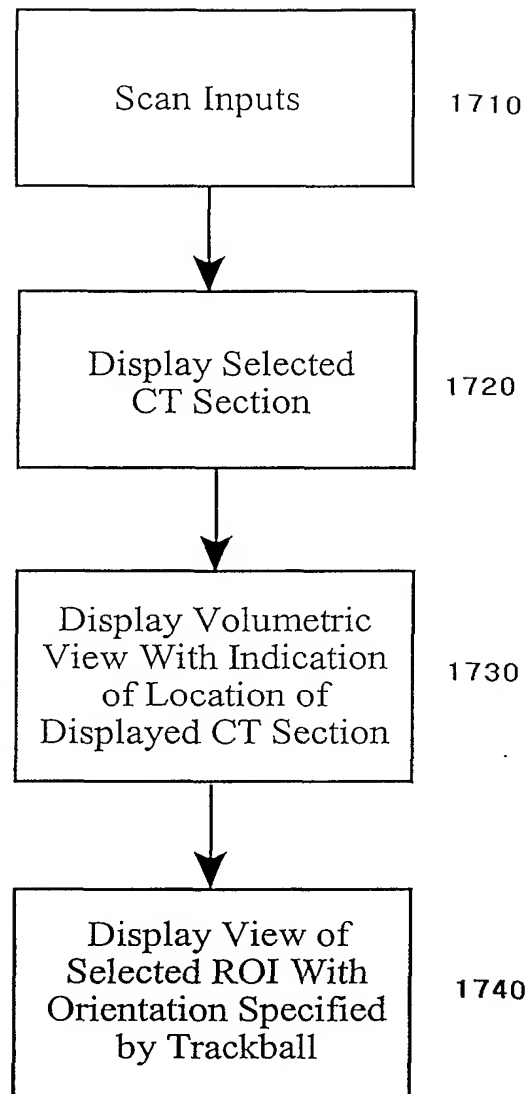 Scan Inputs
1710
Display Selected
CT Section
1720
Display Volumetric
View With Indication
of Location of
Displayed CT Section
1730
Display View of
Selected ROI With
Orientation Specified
by Trackball
1740